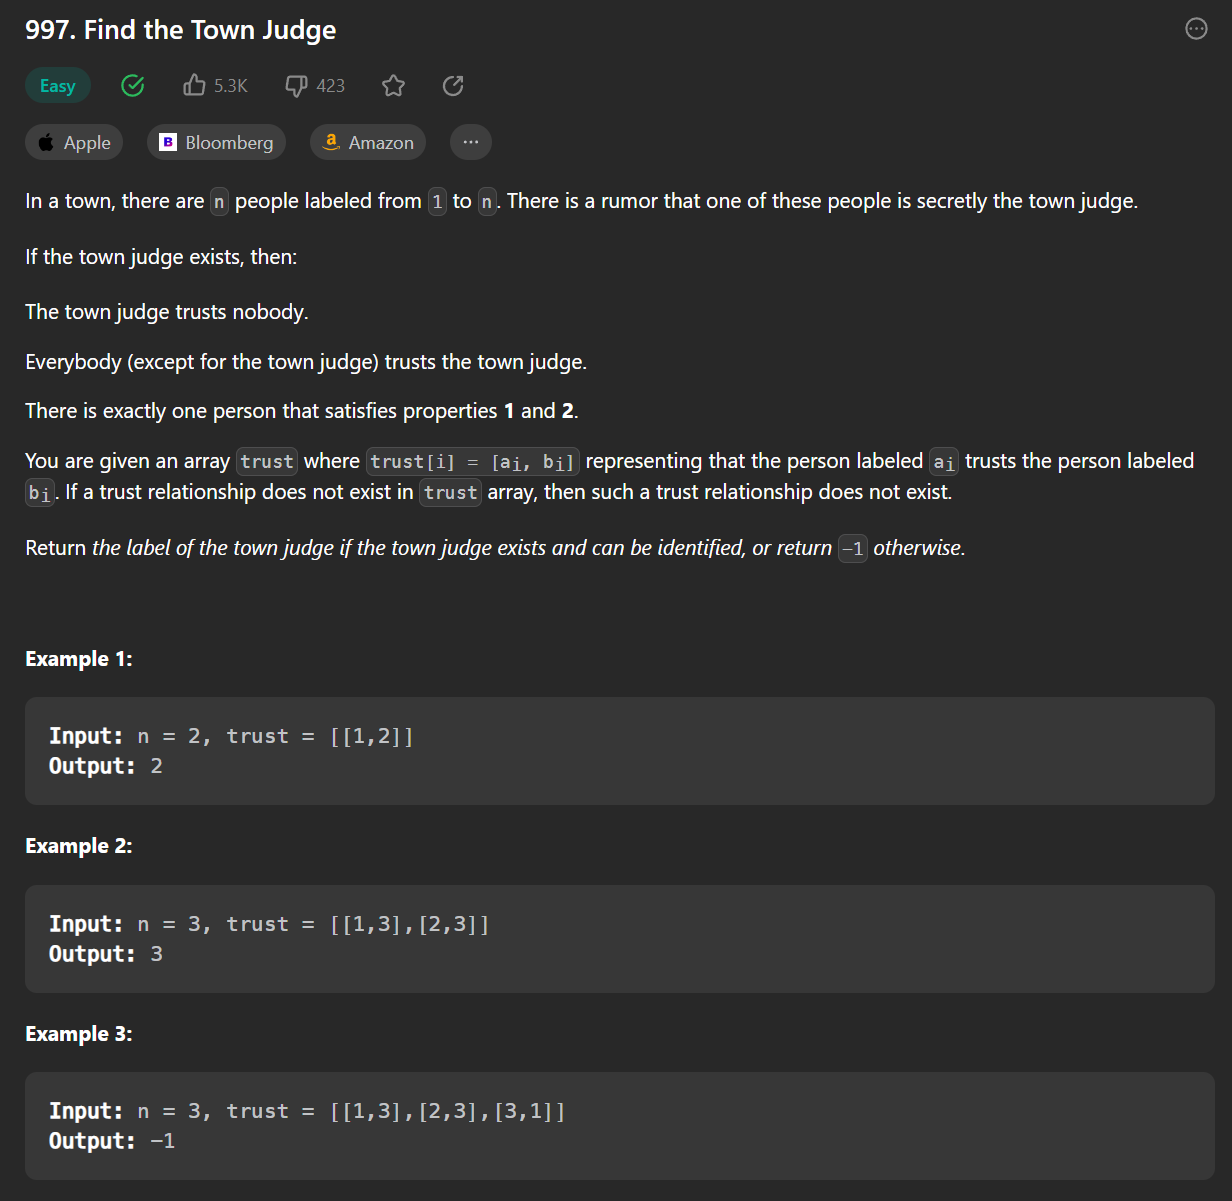 997. Find the Town Judge
Easy 5.3K 423
Apple B Bloomberg a Amazon ...
In a town, there are n people labeled from 1 to n. There is a rumor that one of these people is secretly the town judge.
If the town judge exists, then:
The town judge trusts nobody.
Everybody (except for the town judge) trusts the town judge.
There is exactly one person that satisfies properties 1 and 2.
You are given an array trust where trust[i] = [ai, bi] representing that the person labeled ai trusts the person labeled
bi. If a trust relationship does not exist in trust array, then such a trust relationship does not exist.
Return the label of the town judge if the town judge exists and can be identified, or return -1 otherwise.
Example 1:
Input: n = 2, trust = [[1,2]]
Output: 2
Example 2:
Input: n = 3, trust = [[1,3],[2,3]]
Output: 3
Example 3:
Input: n = 3, trust = [[1,3],[2,3],[3,1]]
Output: -1